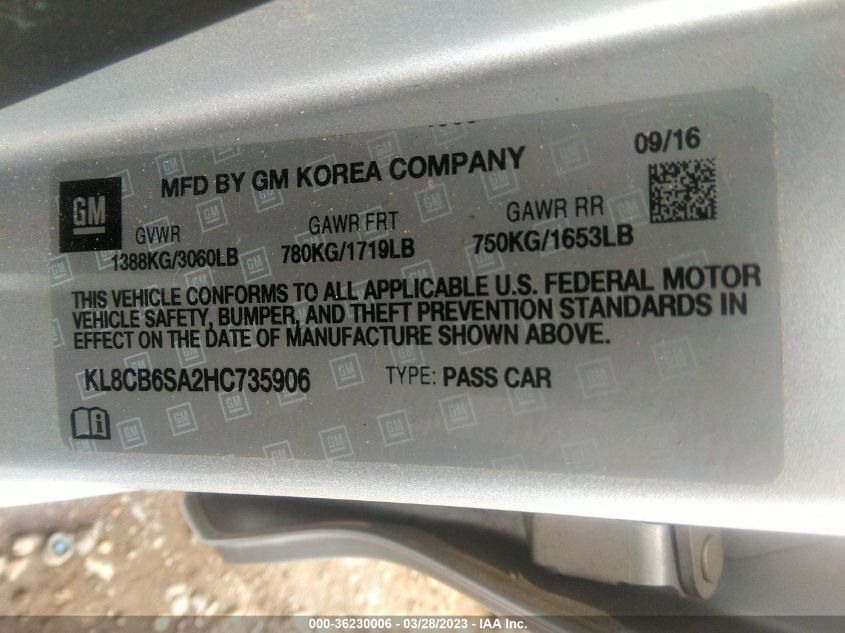 09/16
MFD BY GM KOREA COMPANY
GM
GVWR GAWR FRT GAWR RR
1388KG/3060LB 780KG/1719LB 750KG/1653LB
THIS VEHICLE CONFORMS TO ALL APPLICABLE U.S. FEDERAL MOTOR
VEHICLE SAFETY, BUMPER, AND THEFT PREVENTION STANDARDS IN
EFFECT ON THE DATE OF MANUFACTURE SHOWN ABOVE.
KL8CB6SA2HC735906 TYPE: PASS CAR
000-36230006 - 03/28/2023 - IAA Inc.